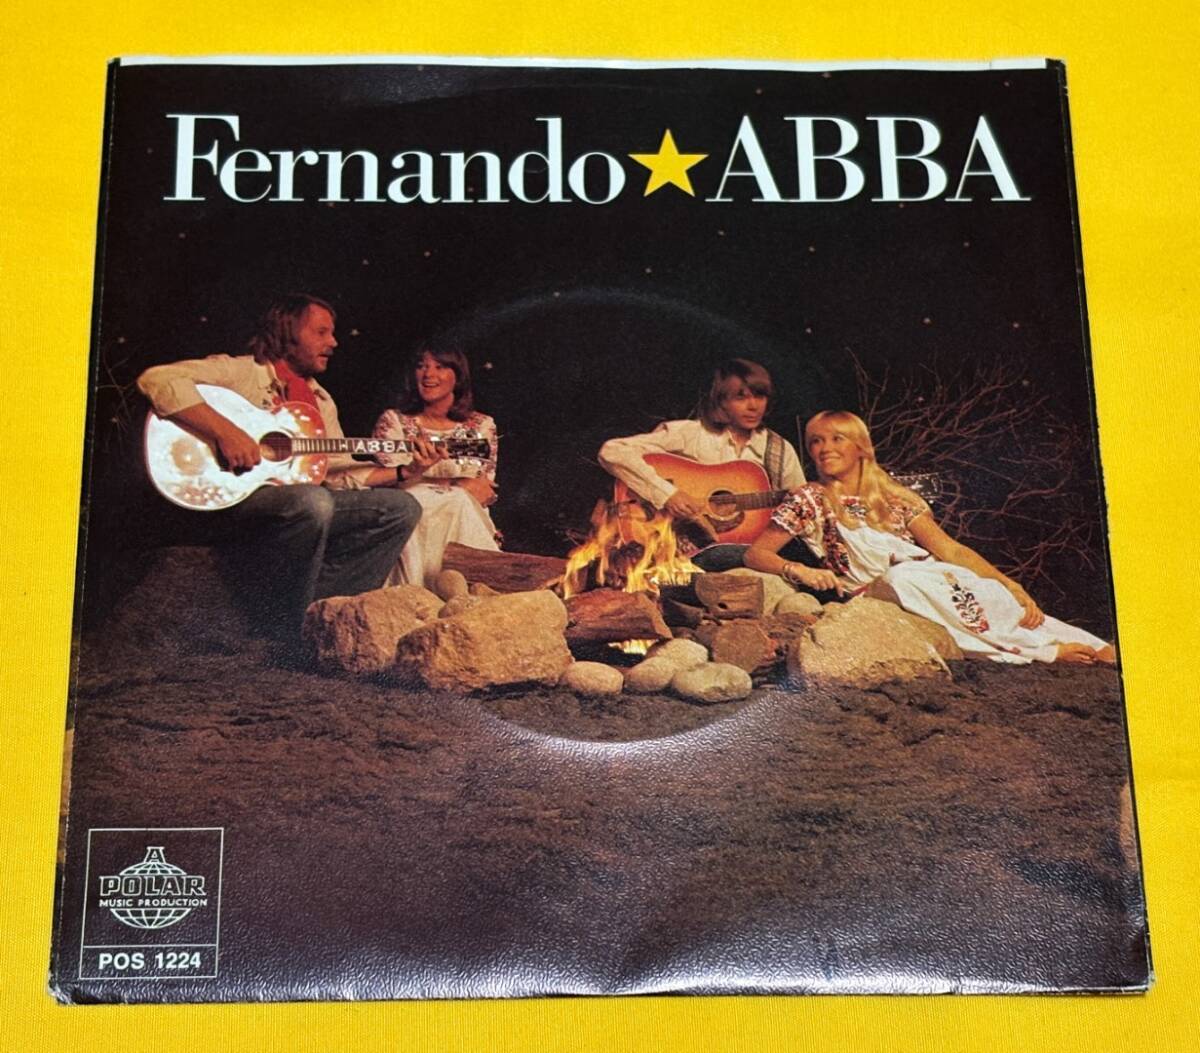 Fernando★ABBA
ABBA
A
POLAR
MUSIC PRODUCTION
POS 1224